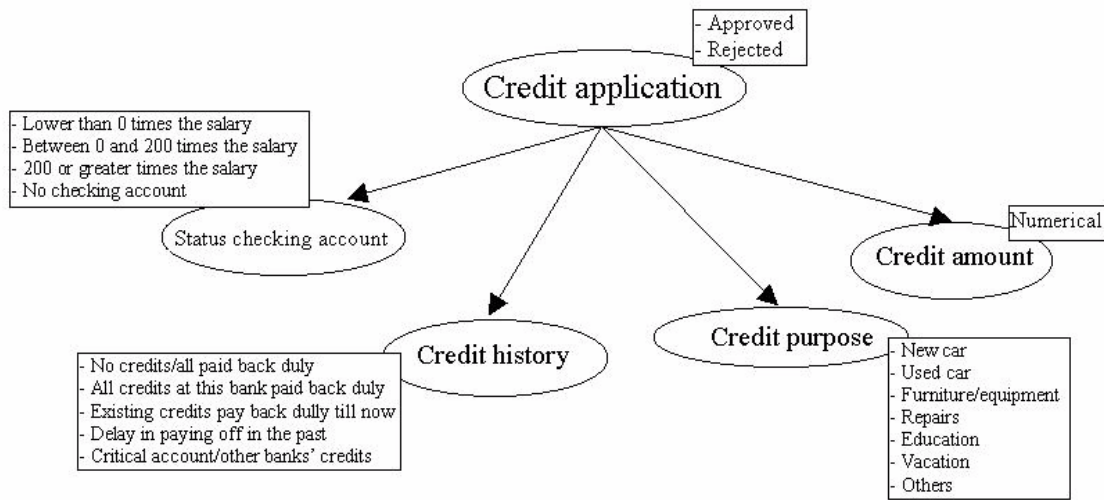 - Approved
- Rejected
Credit application
- Lower than 0 times the salary
- Between 0 and 200 times the salary
- 200 or greater times the salary
- No checking account
Status checking account
Numerical
Credit amount
Credit history
- No credits/all paid back duly
- All credits at this bank paid back duly
- Existing credits pay back dully till now
- Delay in paying off in the past
- Critical account/other banks' credits
Credit purpose
- New car
- Used car
- Furniture/equipment
- Repairs
- Education
- Vacation
- Others